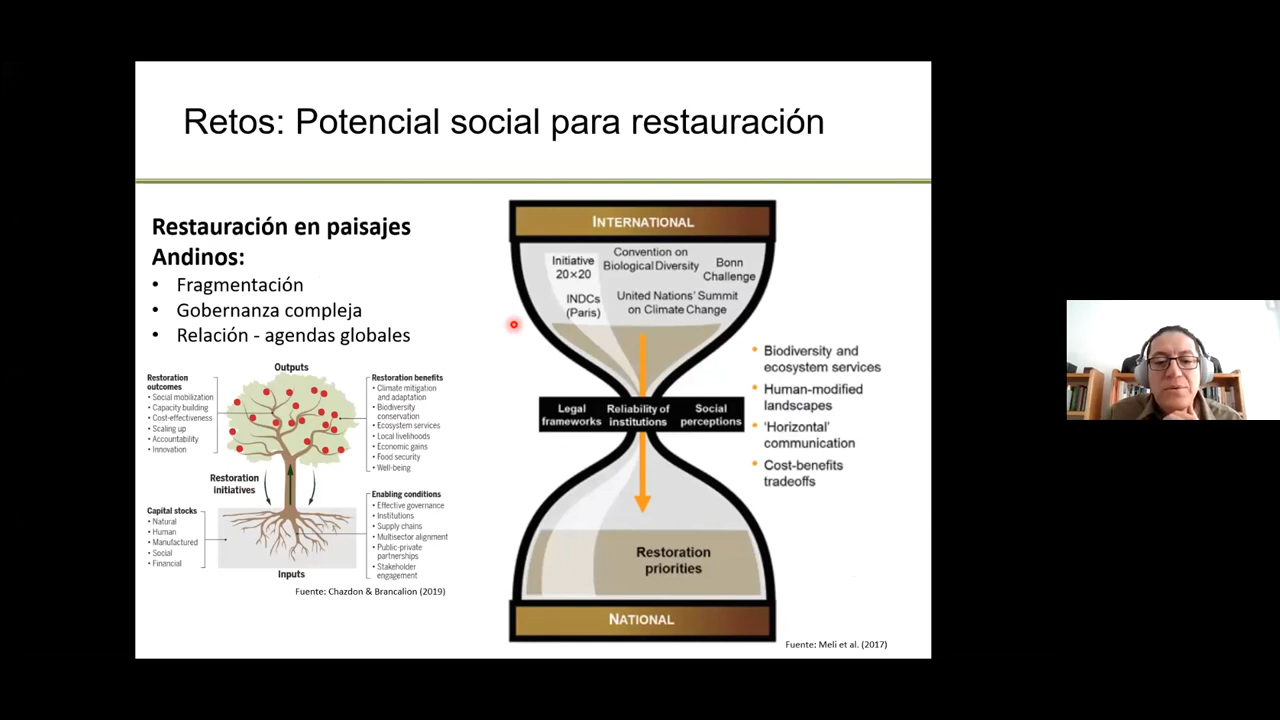 Retos: Potencial social para restauración
Restauración en paisajes
Andinos:
• Fragmentación
• Gobernanza compleja
• Relación - agendas globales
Outputs
Restoration
outcomes
• Social mobilization
• Capacity building
• Cost-effectiveness
• Scaling up
• Accountability
• Innovation
Restoration benefits
• Climate mitigation
and adaptation
• Biodiversity
conservation
• Ecosystem services
• Local livelihoods
• Economic gains
• Food security
• Well-being
Restoration
initiatives
Capital stocks
• Natural
• Human
• Manufactured
• Social
• Financial
Enabling conditions
• Effective governance
• Institutions
• Supply chains
• Multisector alignment
• Public-private
partnerships
• Stakeholder
engagement
Inputs
Fuente: Chazdon & Brancalion (2019)
INTERNATIONAL
Initiative
20×20
Convention on
Biological Diversity
Bonn
Challenge
INDCs
(Paris)
United Nations' Summit
on Climate Change
Legal
frameworks
Reliability of
institutions
Social
perceptions
• Biodiversity and
ecosystem services
• Human-modified
landscapes
• 'Horizontal'
communication
• Cost-benefits
tradeoffs
Restoration
priorities
NATIONAL
Fuente: Meli et al. (2017)